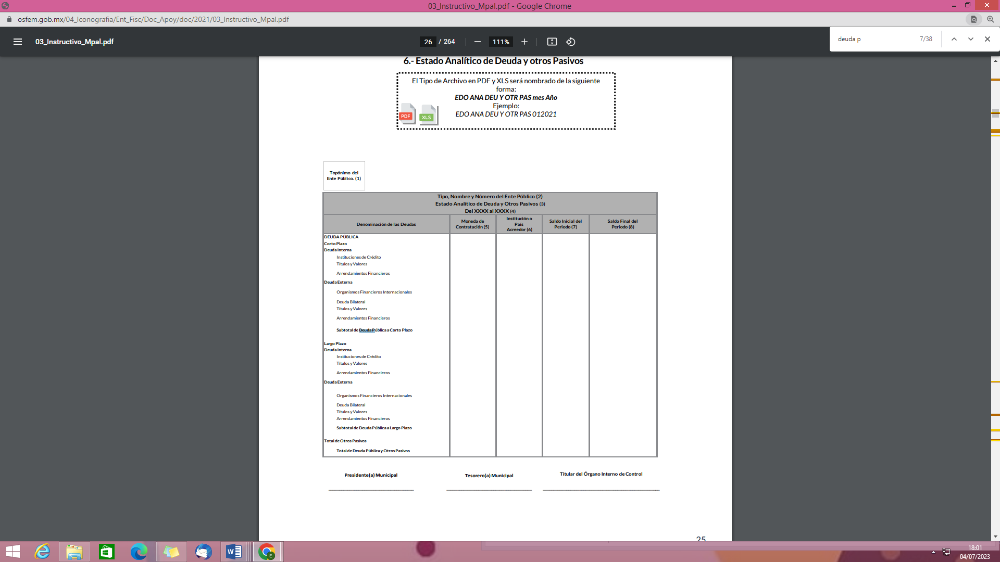 03_Instructivo_Mpal.pdf - Google Chrome
osfem.gob.mx/04_Iconografia/Ent_Fisc/Doc_Apoy/doc/2021/03_Instructivo_Mpal.pdf
03_Instructivo_Mpal.pdf
26 / 264
111%
deuda p
7/38
6.- Estado Analítico de Deuda y otros Pasivos
El Tipo de Archivo en PDF y XLS será nombrado de la siguiente
forma:
EDO ANA DEU Y OTR PAS mes Año
Ejemplo:
EDO ANA DEU Y OTR PAS 012021
PDF
XLS
Topónimo del
Ente Público. (1)
Tipo, Nombre y Número del Ente Público (2)
Estado Analítico de Deuda y Otros Pasivos (3)
Del XXXX al XXXX (4)
Denominación de las Deudas
Moneda de
Contratación (5)
Institución o
País
Acreedor (6)
Saldo Inicial del
Periodo (7)
Saldo Final del
Periodo (8)
DEUDA PÚBLICA
Corto Plazo
Deuda Interna
Instituciones de Crédito
Títulos y Valores
Arrendamientos Financieros
Deuda Externa
Organismos Financieros Internacionales
Deuda Bilateral
Títulos y Valores
Arrendamientos Financieros
Subtotal de Deuda Pública a Corto Plazo
Largo Plazo
Deuda Interna
Instituciones de Crédito
Títulos y Valores
Arrendamientos Financieros
Deuda Externa
Organismos Financieros Internacionales
Deuda Bilateral
Títulos y Valores
Arrendamientos Financieros
Subtotal de Deuda Pública a Largo Plazo
Total de Otros Pasivos
Total de Deuda Pública y Otros Pasivos
Presidente(a) Municipal
Tesorero(a) Municipal
Titular del Órgano Interno de Control
25
E
18:01
04/07/2023